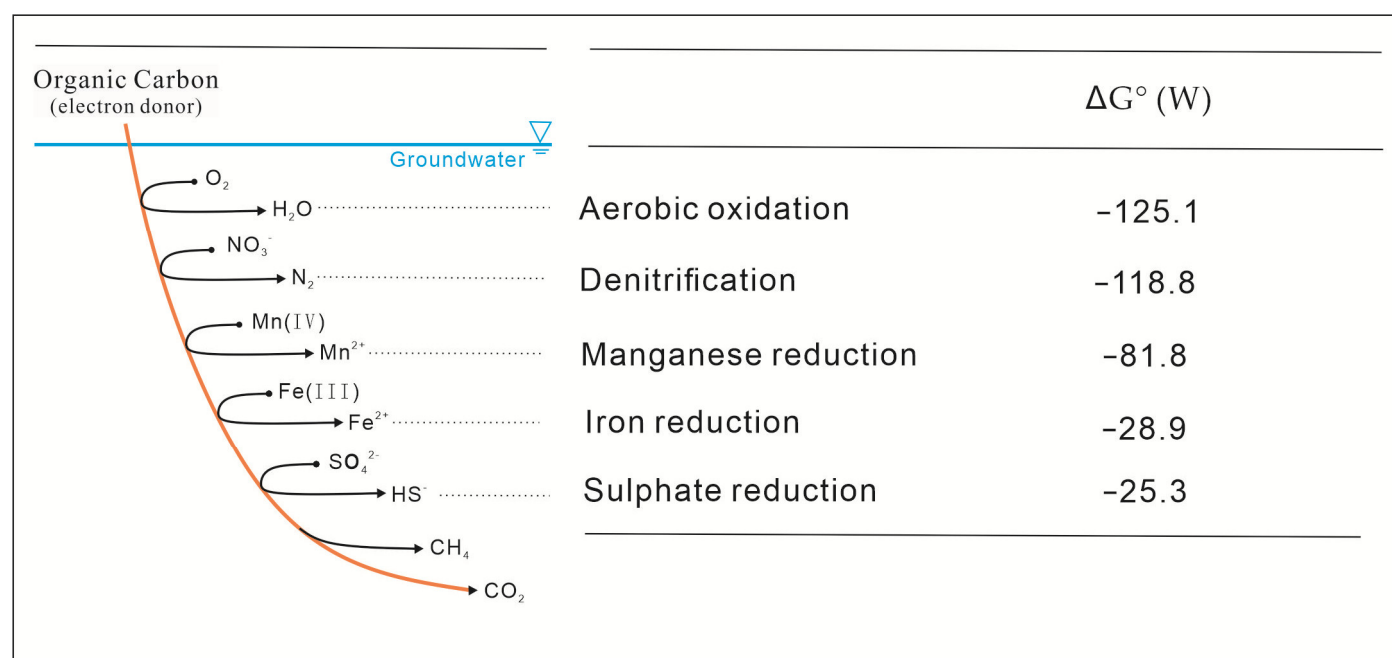 Organic Carbon
(electron donor)
ΔG° (W)
Groundwater
O₂
H₂O Aerobic oxidation −125.1
NO₃⁻
N₂ Denitrification −118.8
Mn(IV)
Mn²⁺ Manganese reduction −81.8
Fe(III)
Fe²⁺ Iron reduction −28.9
SO₄²⁻
HS⁻ Sulphate reduction −25.3
CH₄
CO₂